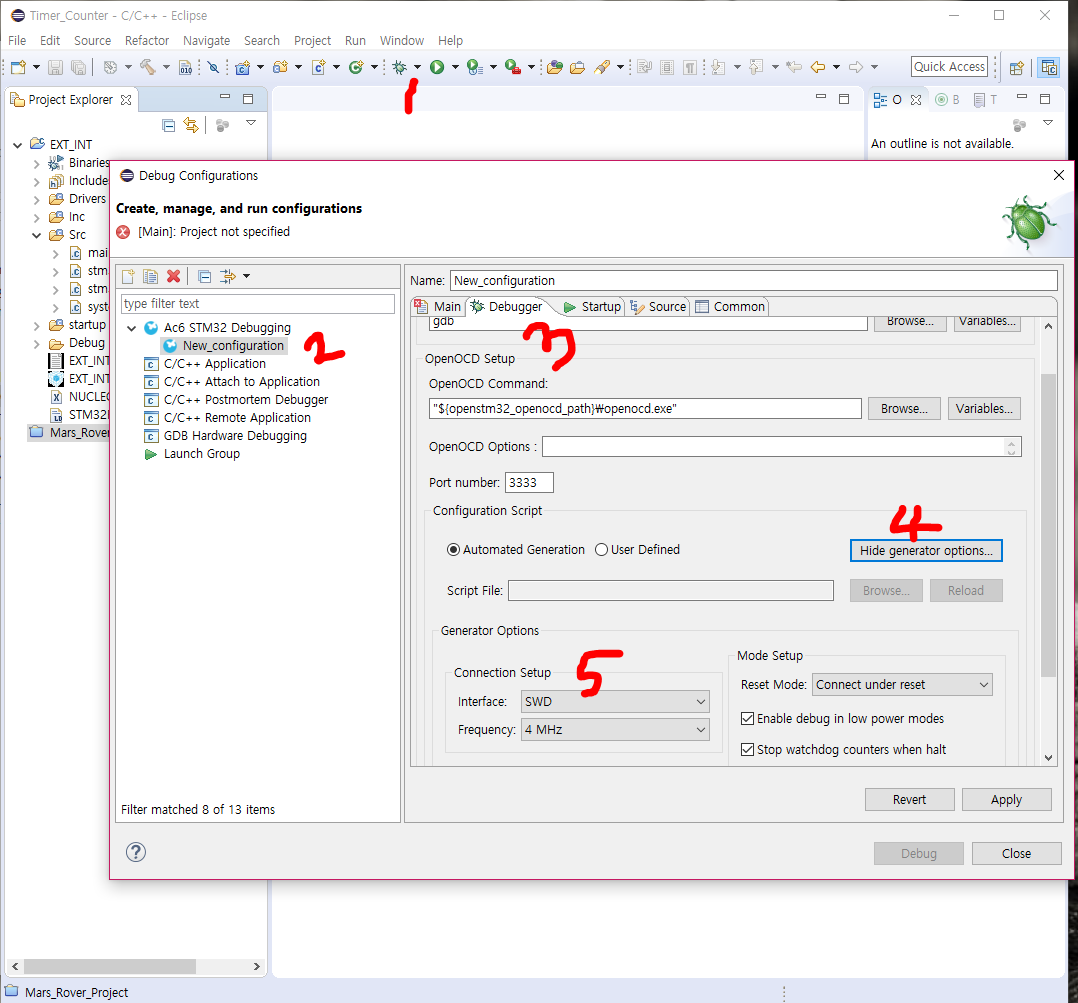 Timer_Counter - C/C++ - Eclipse
File Edit Source Refactor Navigate Search Project Run Window Help
Quick Access
1
Project Explorer
O B T
An outline is not available.
EXT_INT
Binaries
Include
Drivers
Inc
Src
mai
stm
stm
syst
startup
Debug
EXT_INT
EXT_INT
NUCLEO
STM32
Mars_Rover
Debug Configurations
Create, manage, and run configurations
[Main]: Project not specified
type filter text
Ac6 STM32 Debugging
New_configuration
2
C/C++ Application
C/C++ Attach to Application
C/C++ Postmortem Debugger
C/C++ Remote Application
GDB Hardware Debugging
Launch Group
Filter matched 8 of 13 items
Name: New_configuration
Main Debugger Startup Source Common
3
gdb Browse... Variables...
OpenOCD Setup
OpenOCD Command:
"${openstm32_openocd_path}₩openocd.exe" Browse... Variables...
OpenOCD Options :
Port number: 3333
Configuration Script
4
Automated Generation User Defined Hide generator options...
Script File: Browse... Reload
Generator Options
5
Connection Setup
Interface: SWD
Frequency: 4 MHz
Mode Setup
Reset Mode: Connect under reset
Enable debug in low power modes
Stop watchdog counters when halt
Revert Apply
? Debug Close
Mars_Rover_Project